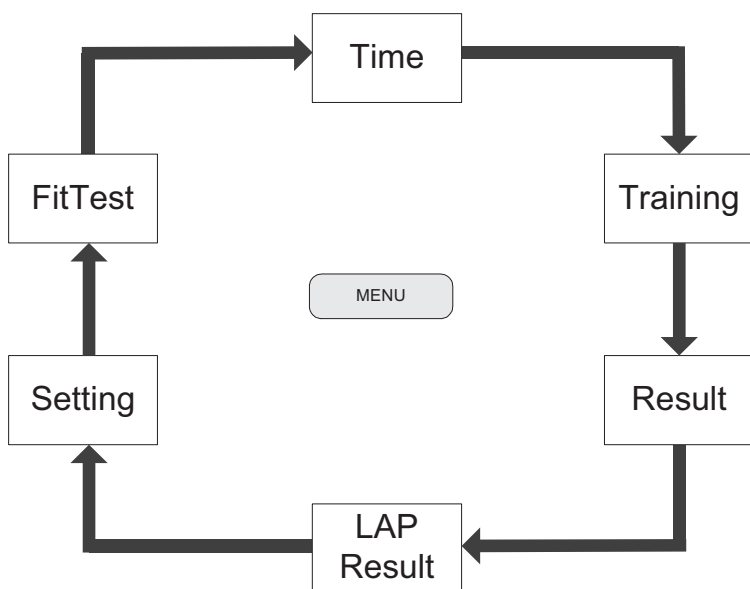 Time
FitTest
Training
MENU
Setting
Result
LAP
Result